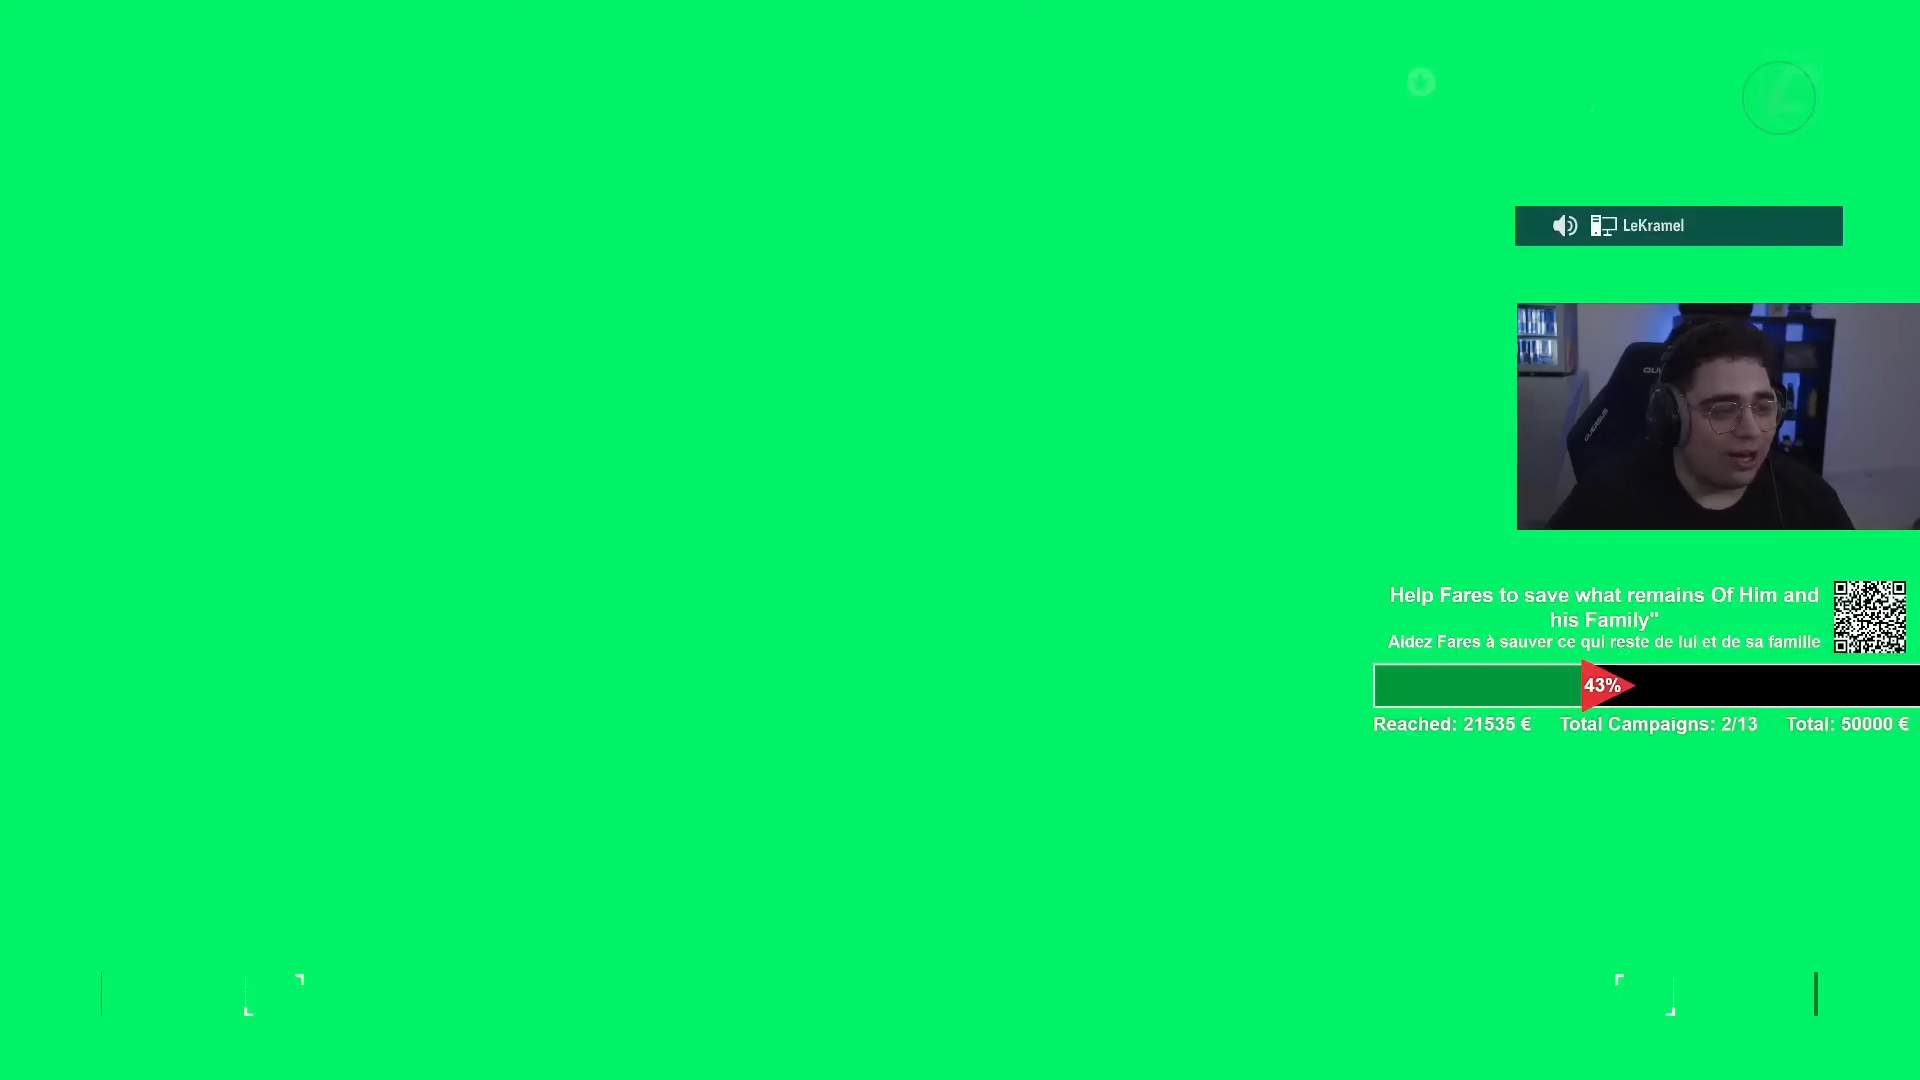 LeKramel
QUERSUS
Help Fares to save what remains Of Him and
his Family"
Aidez Fares à sauver ce qui reste de lui et de sa famille
43%
Reached: 21535 € Total Campaigns: 2/13 Total: 50000 €